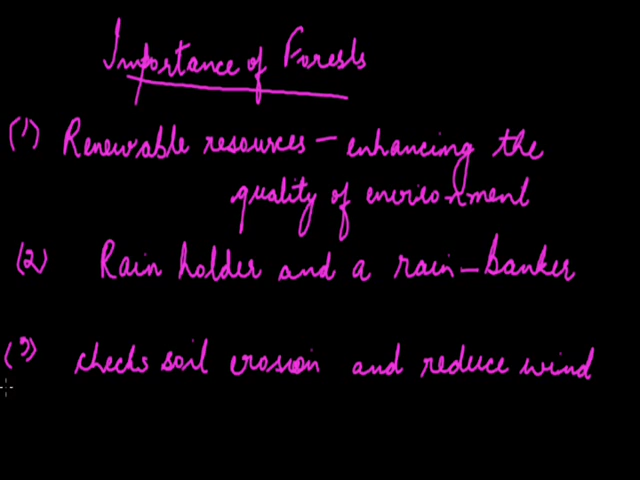 Importance of Forests
(1) Renewable resources - enhancing the
quality of environment
(2) Rain holder and a rain-banker
(3) checks soil erosion and reduce wind